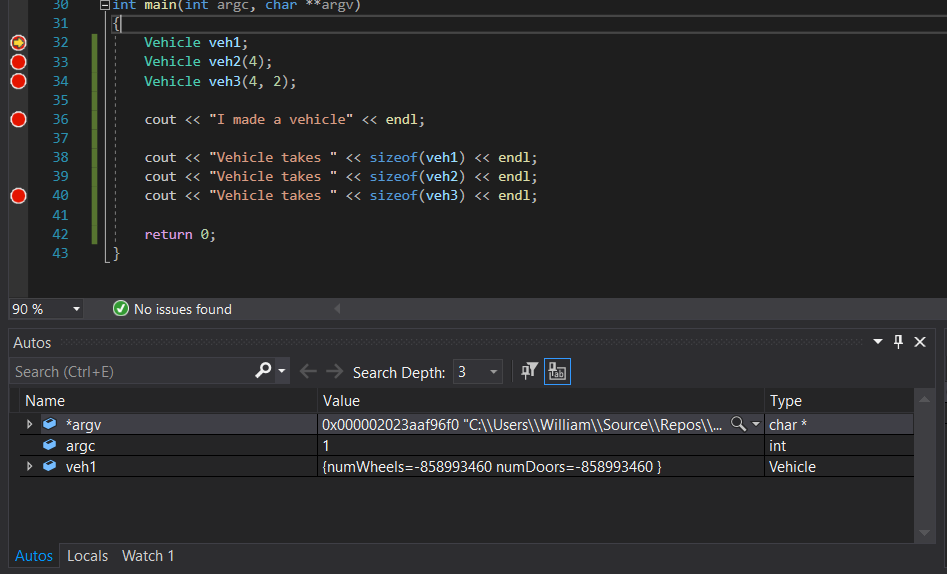 30 int main(int argc, char **argv)
31 {
32 Vehicle veh1;
33 Vehicle veh2(4);
34 Vehicle veh3(4, 2);
35
36 cout << "I made a vehicle" << endl;
37
38 cout << "Vehicle takes " << sizeof(veh1) << endl;
39 cout << "Vehicle takes " << sizeof(veh2) << endl;
40 cout << "Vehicle takes " << sizeof(veh3) << endl;
41
42 return 0;
43 }
90 % No issues found
Autos
Search (Ctrl+E) Search Depth: 3
Name Value Type
*argv 0x000002023aaf96f0 "C:\\Users\\William\\Source\\Repos\\... char *
argc 1 int
veh1 {numWheels=-858993460 numDoors=-858993460 } Vehicle
Autos Locals Watch 1